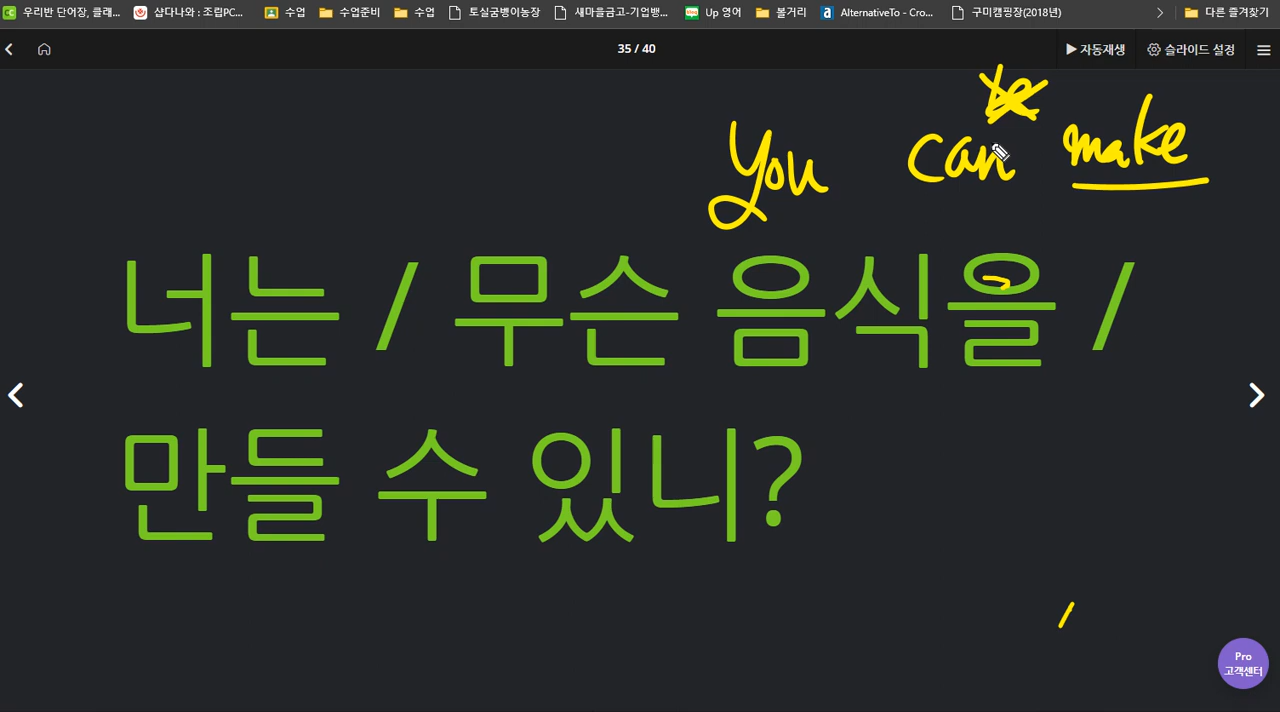 우리반 단어장, 클래... 샵다나와 : 조립PC... 수업 수업준비 수업 토실굼벵이농장 새마을금고-기업뱅... Up 영어 볼거리 AlternativeTo - Cro... 구미캠핑장(2018년) 다른 즐겨찾기
35 / 40 자동재생 슬라이드 설정
be
You can make
너는 / 무슨 음식을 /
만들 수 있니?
Pro
고객센터